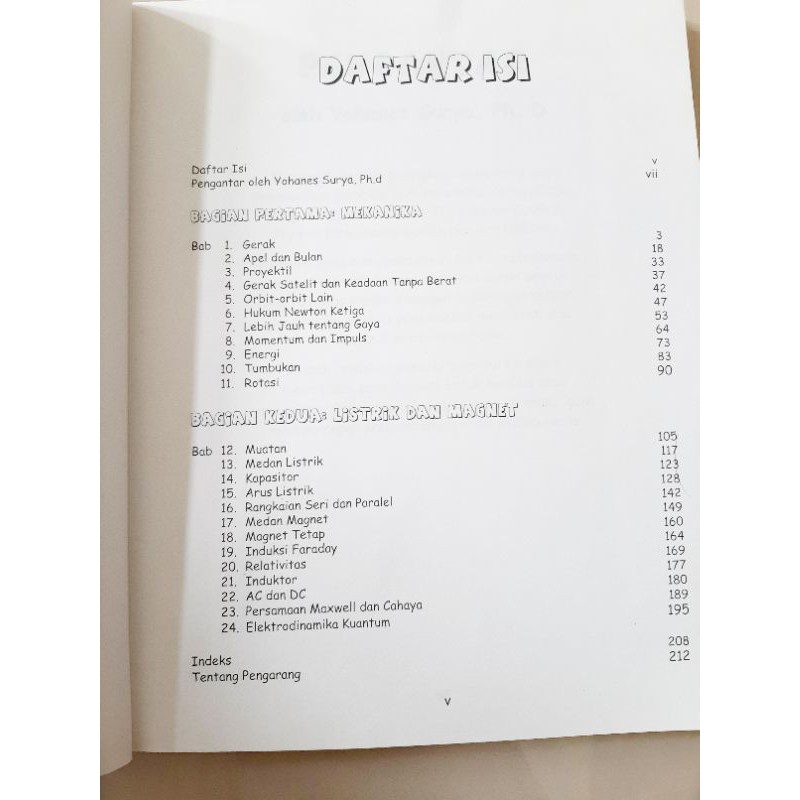 DAFTAR ISI
Daftar Isi v
Pengantar oleh Yohanes Surya, Ph.d vii
BAGIAN PERTAMA: MEKANIKA
Bab 1. Gerak 3
2. Apel dan Bulan 18
3. Proyektil 33
4. Gerak Satelit dan Keadaan Tanpa Berat 37
5. Orbit-orbit Lain 42
6. Hukum Newton Ketiga 47
7. Lebih Jauh tentang Gaya 53
8. Momentum dan Impuls 64
9. Energi 73
10. Tumbukan 83
11. Rotasi 90
BAGIAN KEDUA: LISTRIK DAN MAGNET
Bab 12. Muatan 105
13. Medan Listrik 117
14. Kapasitor 123
15. Arus Listrik 128
16. Rangkaian Seri dan Paralel 142
17. Medan Magnet 149
18. Magnet Tetap 160
19. Induksi Faraday 164
20. Relativitas 169
21. Induktor 177
22. AC dan DC 180
23. Persamaan Maxwell dan Cahaya 189
24. Elektrodinamika Kuantum 195
Indeks 208
Tentang Pengarang 212
v